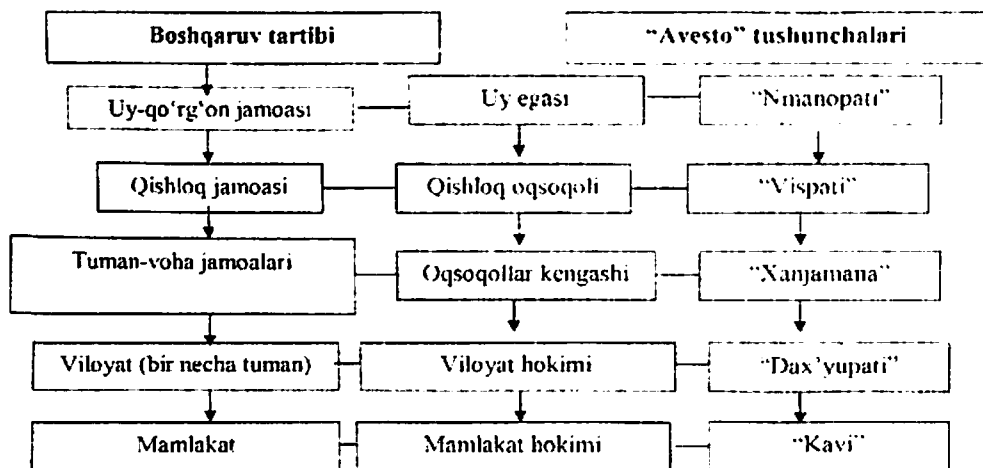 Boshqaruv tartibi
“Avesto” tushunchalari
Uy-qo‘rg‘on jamoasi
Uy egasi
“Nmanopati”
Qishloq jamoasi
Qishloq oqsoqoli
“Vispati”
Tuman-voha jamoalari
Oqsoqollar kengashi
“Xanjamana”
Viloyat (bir necha tuman)
Viloyat hokimi
“Dax’yupati”
Mamlakat
Mamlakat hokimi
“Kavi”